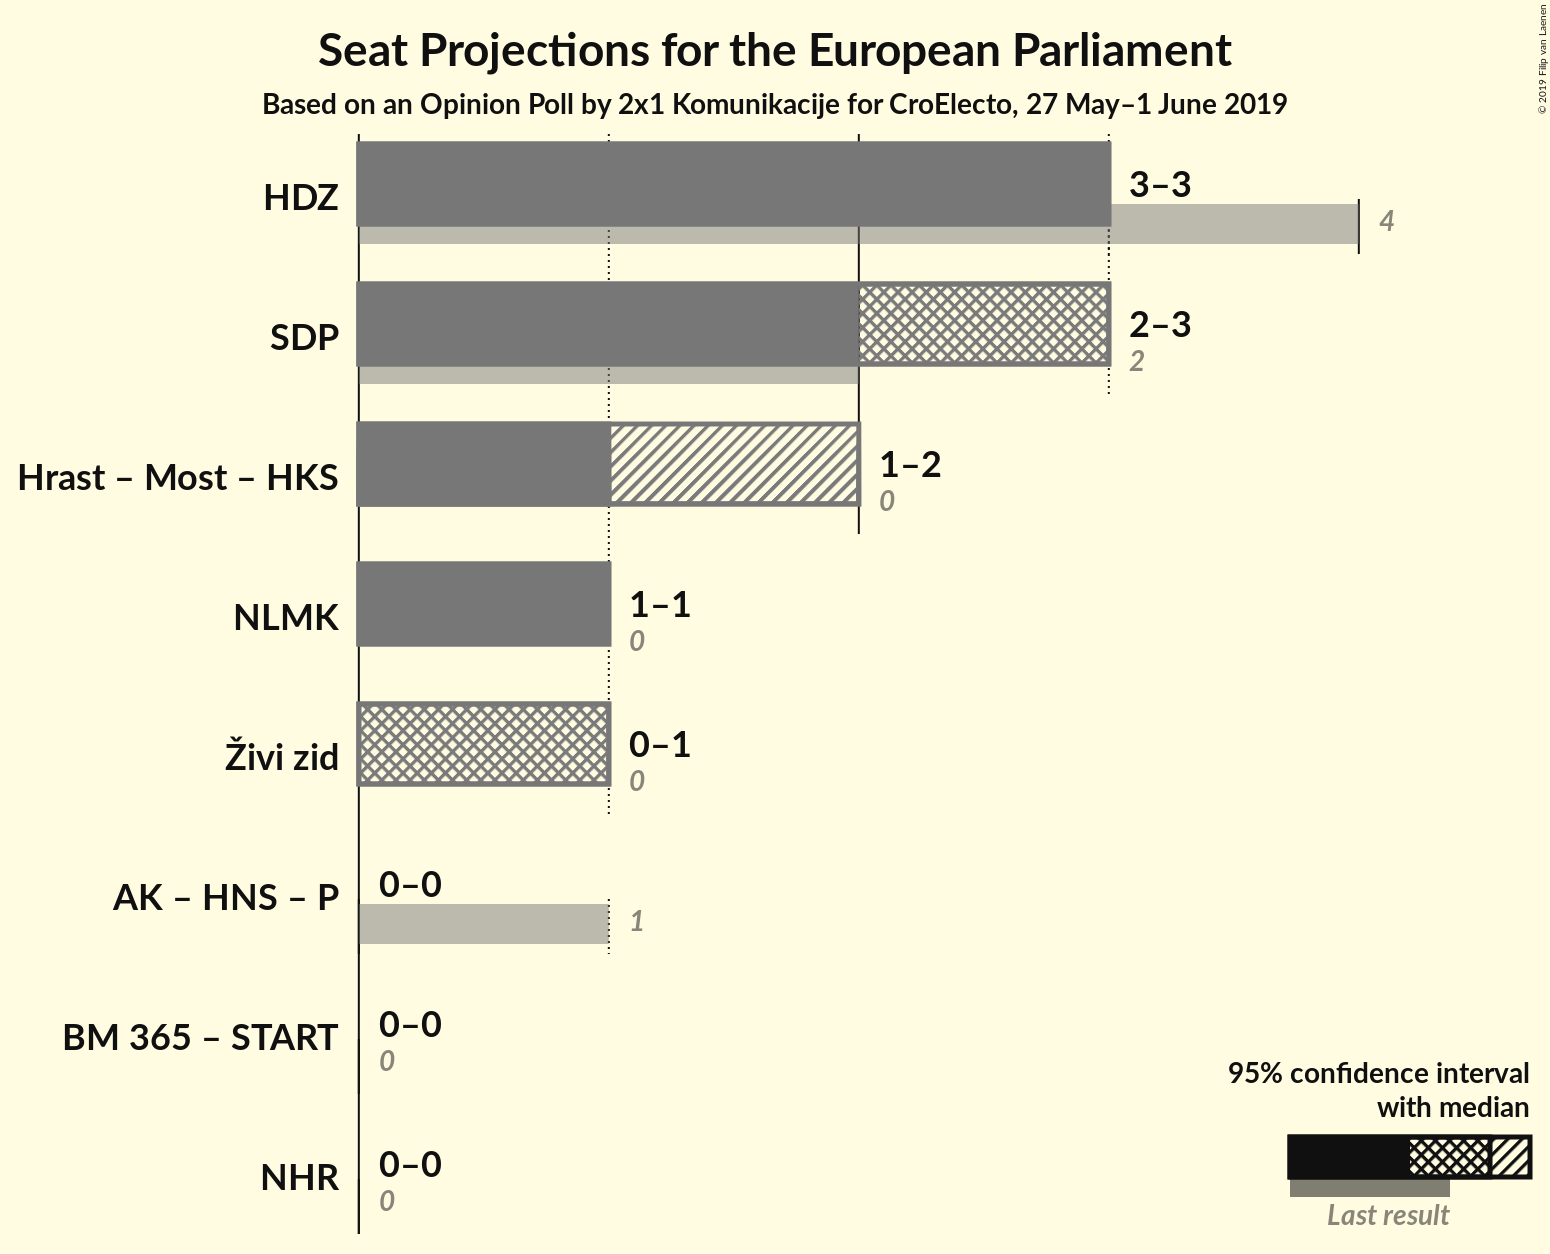 Seat Projections for the European Parliament
Based on an Opinion Poll by 2x1 Komunikacije for CroElecto, 27 May–1 June 2019
© 2019 Filip van Laenen
HDZ
3–3
4
SDP
2–3
2
Hrast – Most – HKS
1–2
0
NLMK
1–1
0
Živi zid
0–1
0
AK – HNS – P
0–0
1
BM 365 – START
0–0
0
NHR
0–0
0
95% confidence interval
with median
Last result